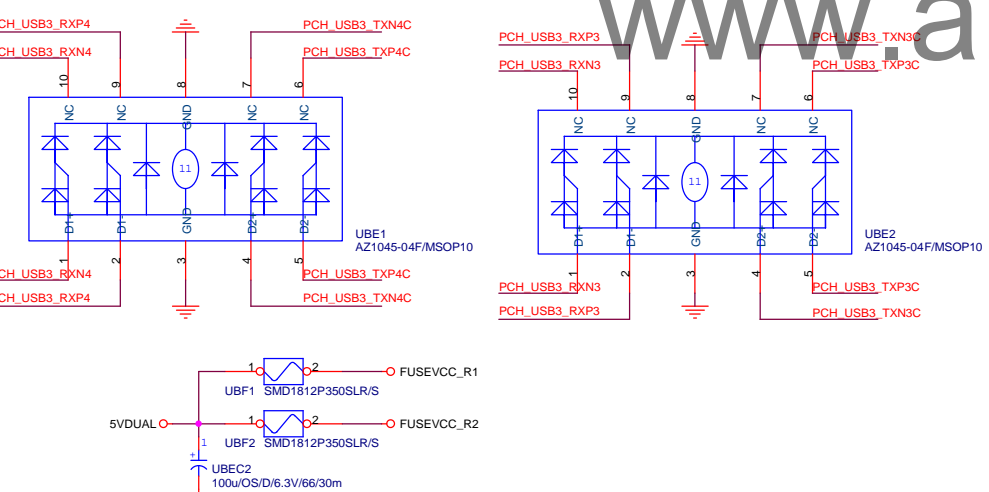 www.a
CH_USB3_RXP4
PCH_USB3_TXN4C
CH_USB3_RXN4
PCH_USB3_TXP4C
10 9 8 7 6
NC NC GND NC NC
11
D1+ D1- GND D2+ D2-
1 2 3 4 5
UBE1
AZ1045-04F/MSOP10
CH_USB3_RXN4
PCH_USB3_TXP4C
CH_USB3_RXP4
PCH_USB3_TXN4C
PCH_USB3_RXP3
PCH_USB3_TXN3C
PCH_USB3_RXN3
PCH_USB3_TXP3C
10 9 8 7 6
NC NC GND NC NC
11
D1+ D1- GND D2+ D2-
1 2 3 4 5
UBE2
AZ1045-04F/MSOP10
PCH_USB3_RXN3
PCH_USB3_TXP3C
PCH_USB3_RXP3
PCH_USB3_TXN3C
1 2 FUSEVCC_R1
UBF1 SMD1812P350SLR/S
5VDUAL 1 2 FUSEVCC_R2
UBF2 SMD1812P350SLR/S
1
+
UBEC2
100u/OS/D/6.3V/66/30m